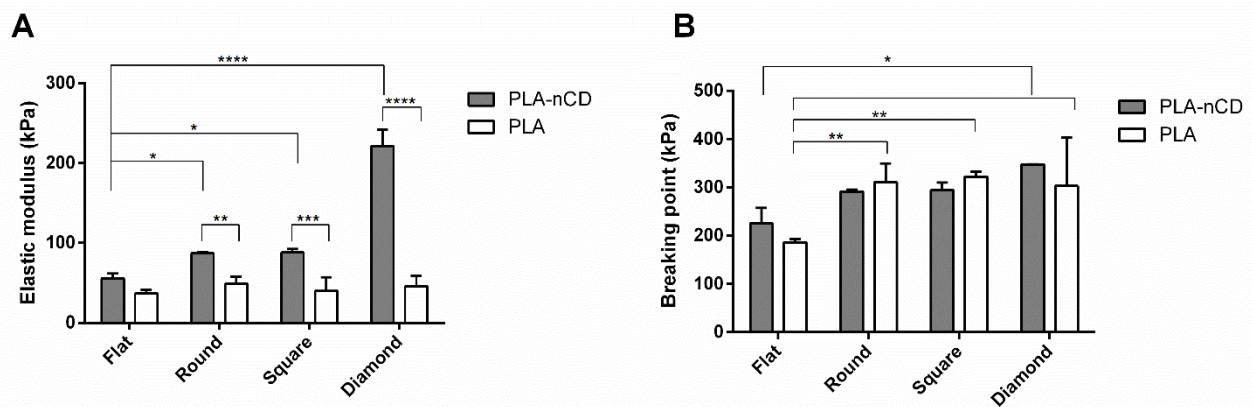 A
****
300
****
PLA-nCD
PLA
*
200
*
Elastic modulus (kPa)
**
***
100
0
Flat
Round
Square
Diamond
B
*
500
PLA-nCD
PLA
**
400
**
Breaking point (kPa)
300
200
100
0
Flat
Round
Square
Diamond